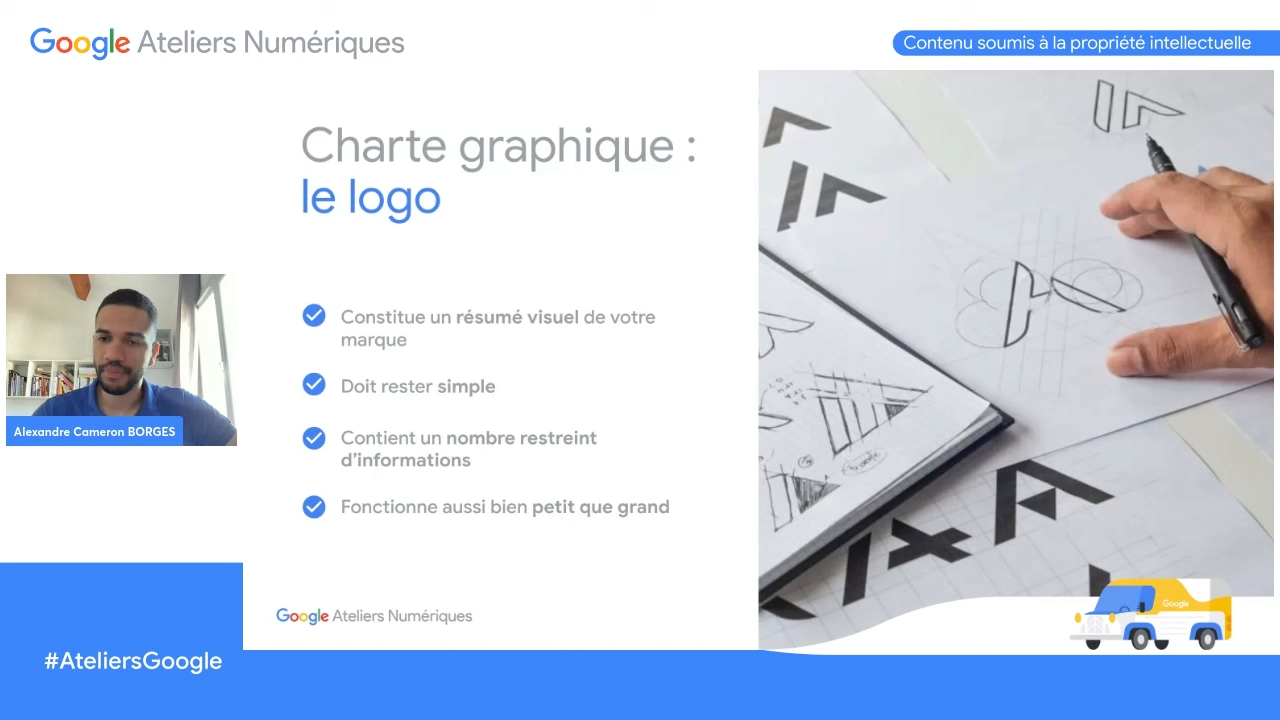 Google Ateliers Numériques
Contenu soumis à la propriété intellectuelle
Charte graphique :
le logo
Constitue un résumé visuel de votre
marque
Doit rester simple
Contient un nombre restreint
d'informations
Fonctionne aussi bien petit que grand
Alexandre Cameron BORGES
Google Ateliers Numériques
Google
#AteliersGoogle